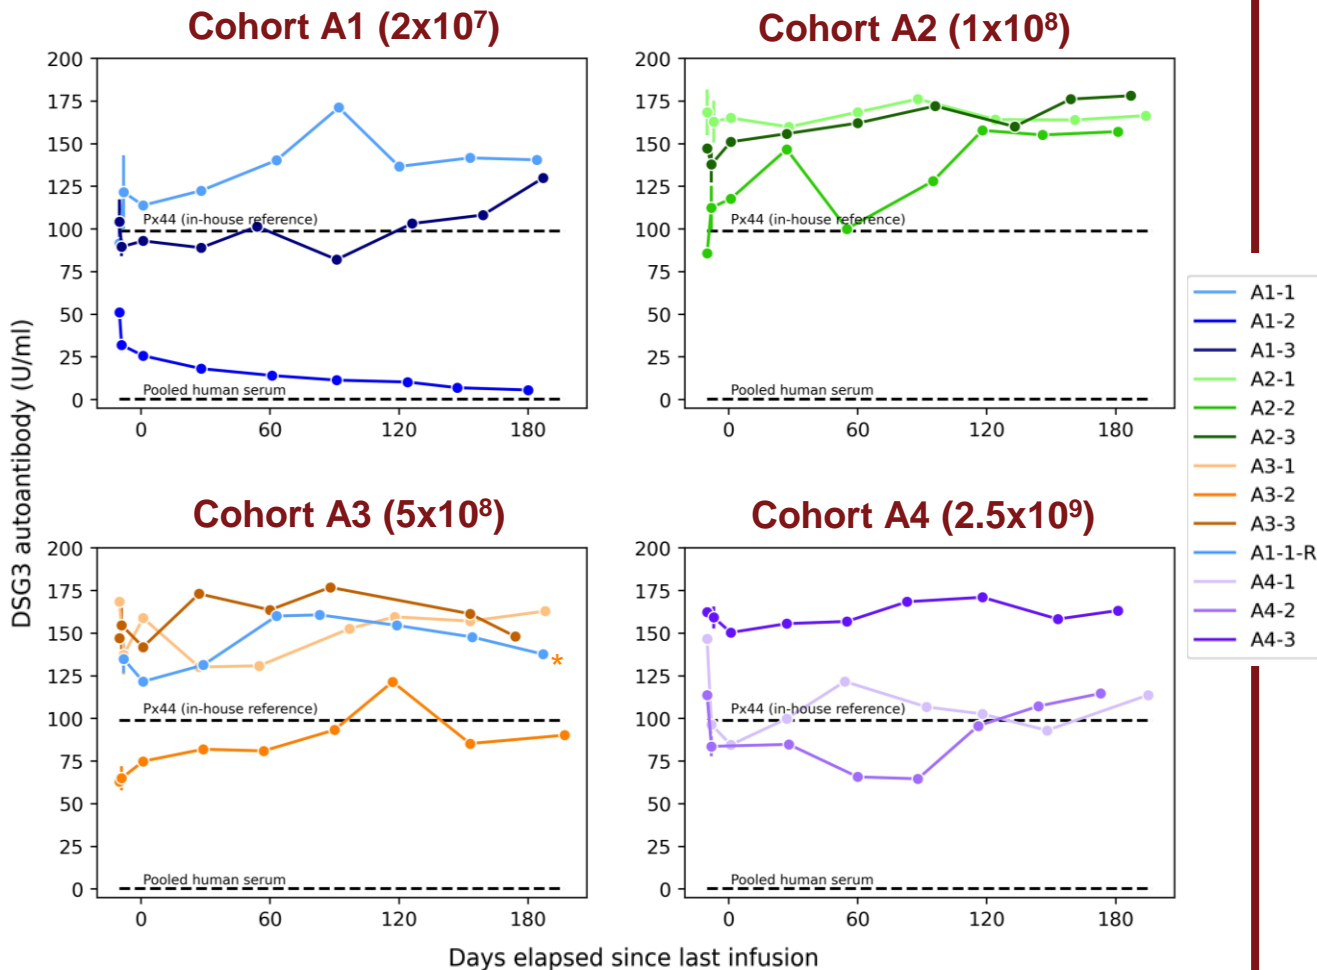 Cohort A1 (2x10⁷)
200
175
150
125
100
75
50
25
0
Px44 (in-house reference)
Pooled human serum
0
60
120
180
Cohort A2 (1x10⁸)
200
175
150
125
100
75
50
25
0
Px44 (in-house reference)
Pooled human serum
0
60
120
180
DSG3 autoantibody (U/ml)
Cohort A3 (5x10⁸)
200
175
150
125
100
75
50
25
0
Px44 (in-house reference)
Pooled human serum
*
0
60
120
180
Cohort A4 (2.5x10⁹)
200
175
150
125
100
75
50
25
0
Px44 (in-house reference)
Pooled human serum
0
60
120
180
Days elapsed since last infusion
A1-1
A1-2
A1-3
A2-1
A2-2
A2-3
A3-1
A3-2
A3-3
A1-1-R
A4-1
A4-2
A4-3